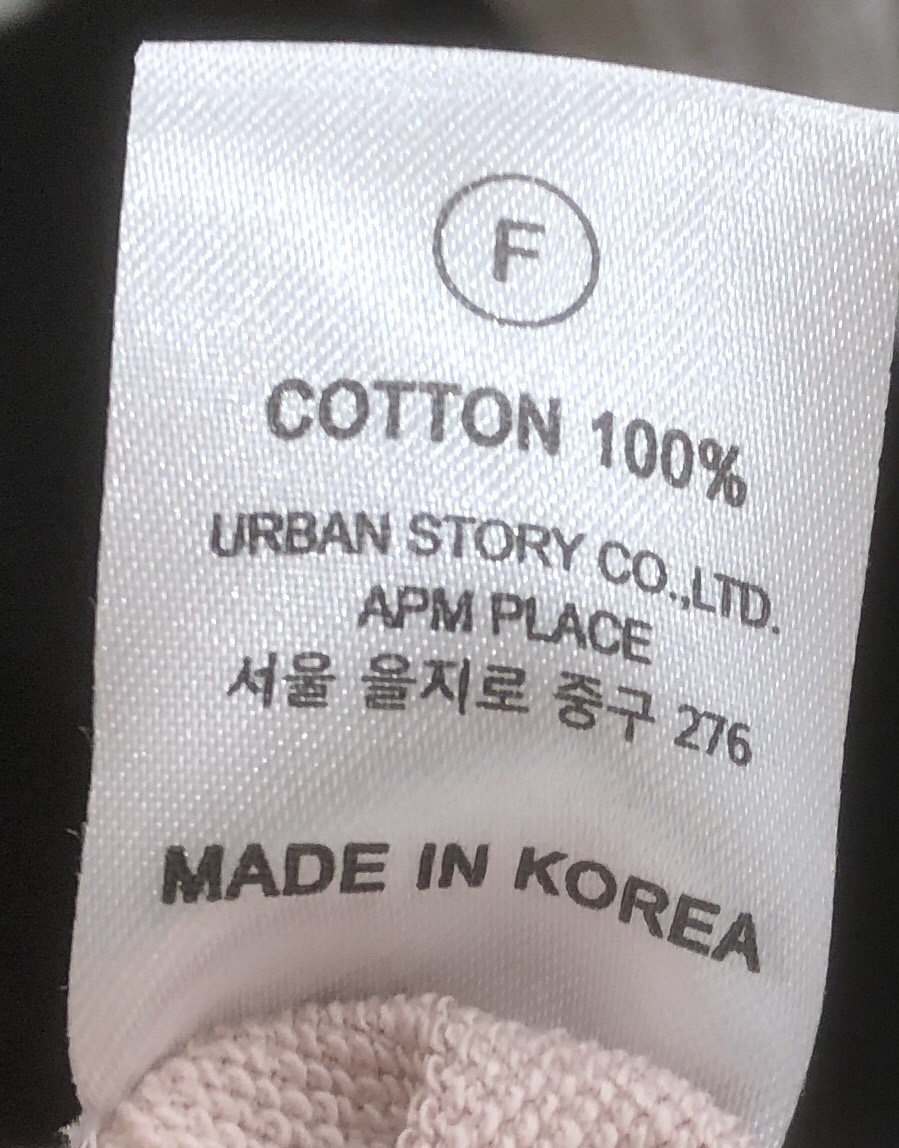 F
COTTON 100%
URBAN STORY CO.,LTD.
APM PLACE
서울 을지로 중구 276
MADE IN KOREA